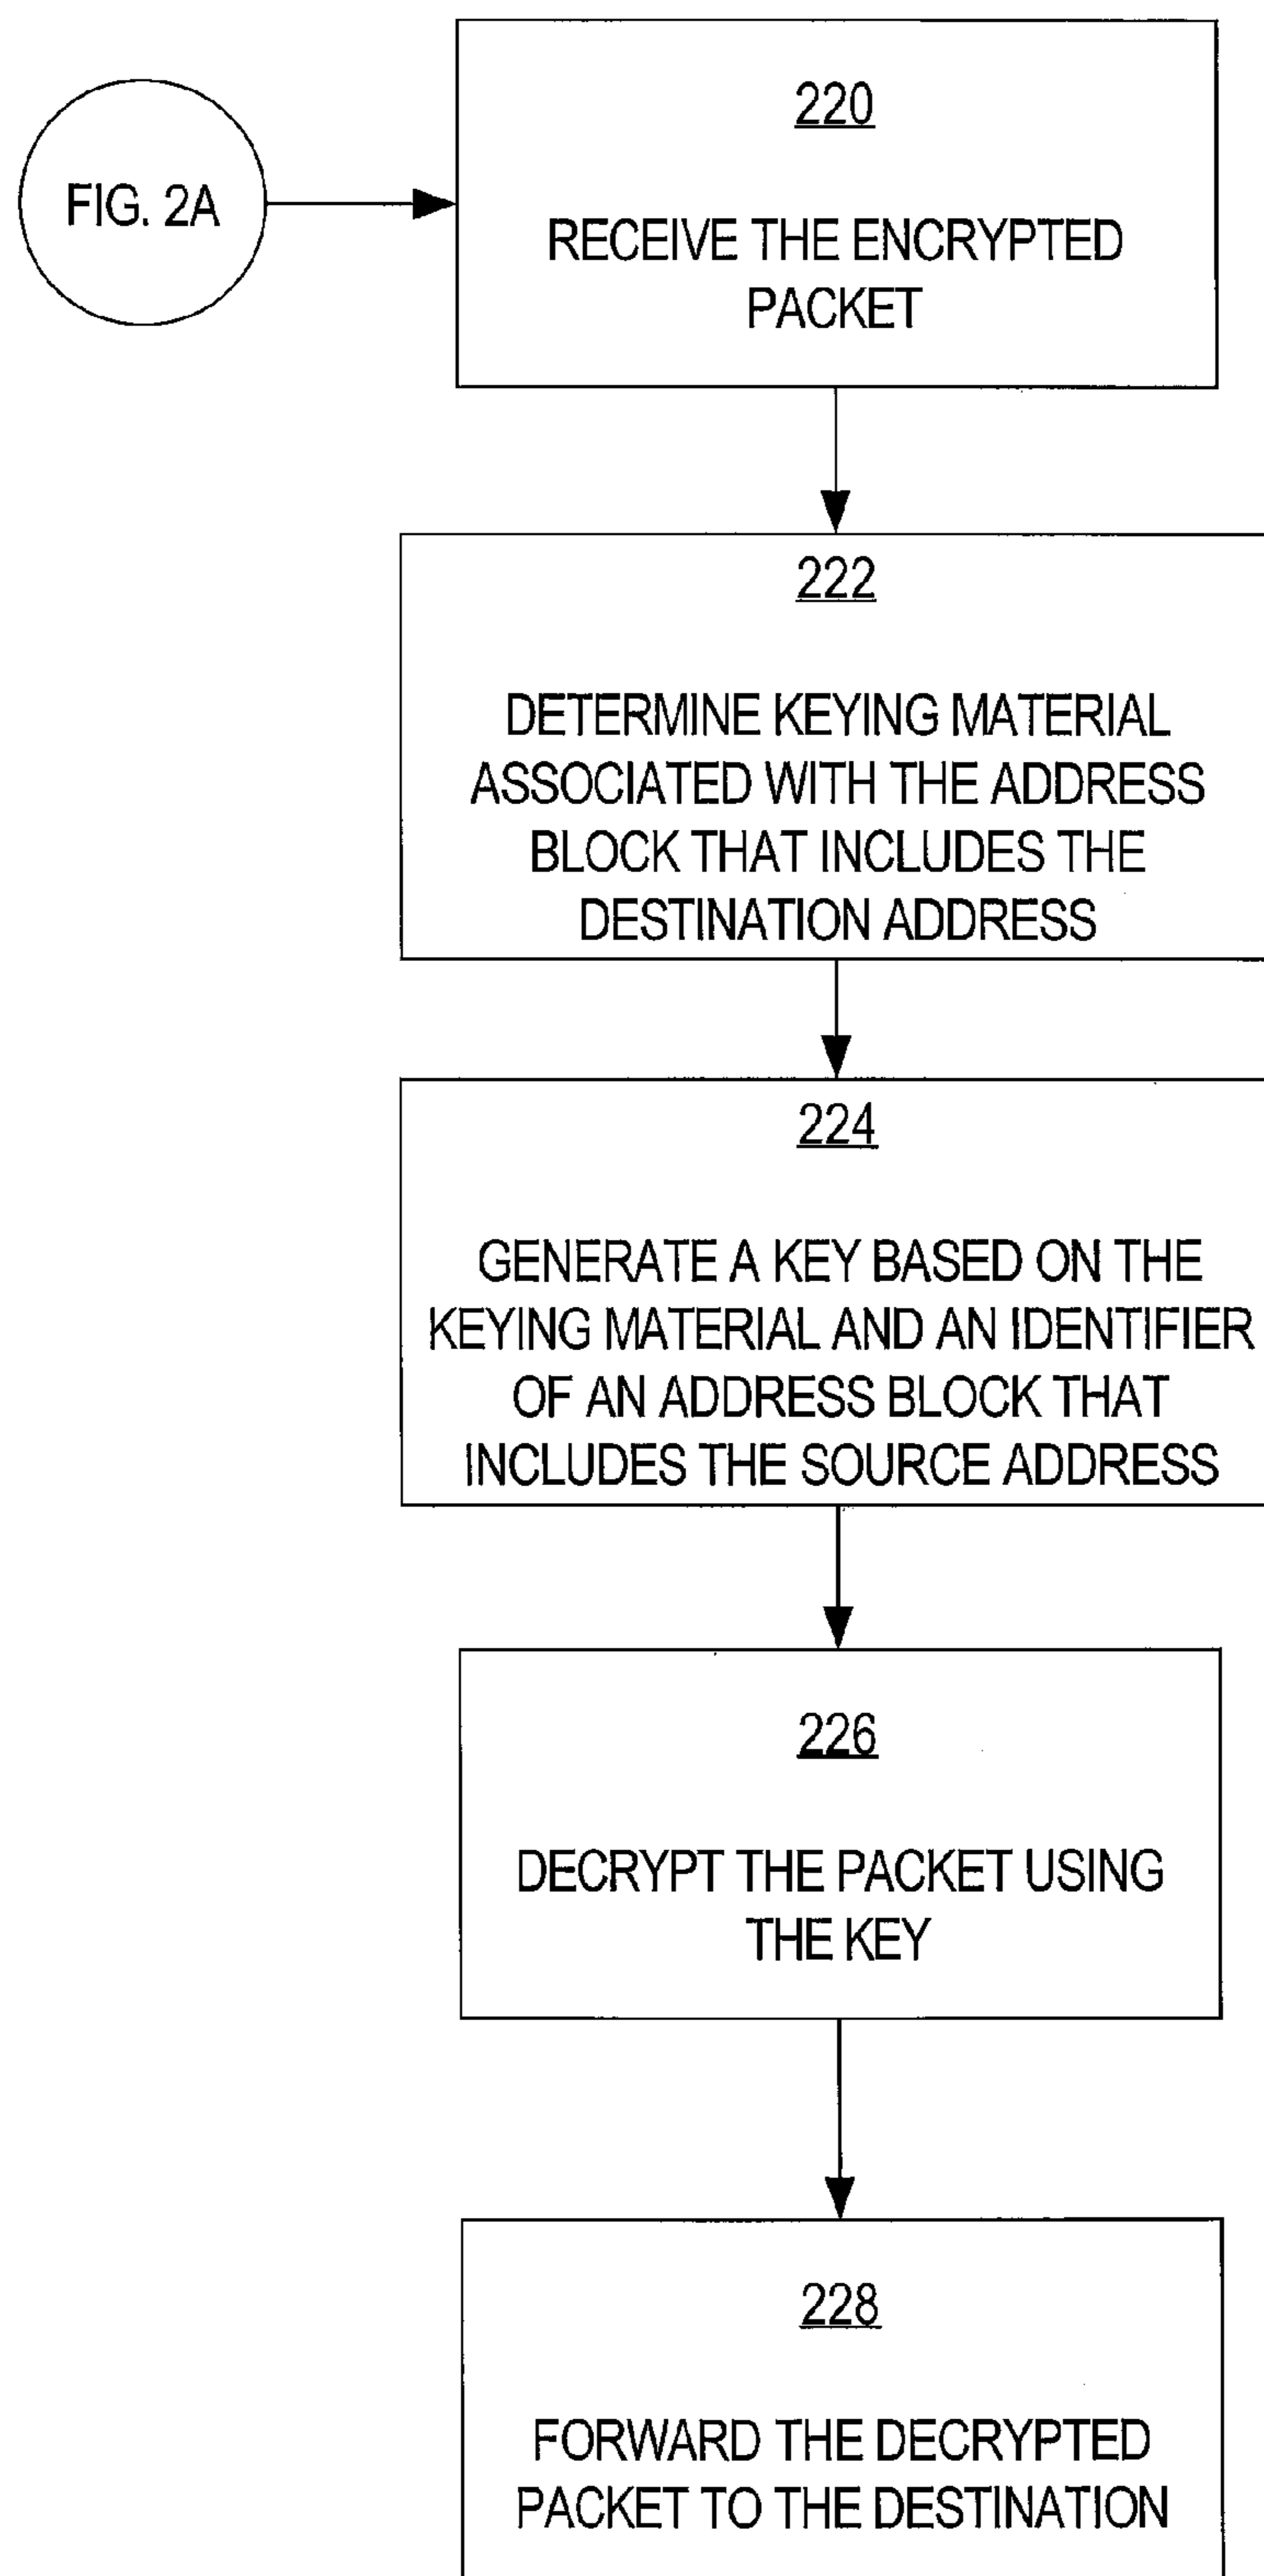 FIG. 2A
220
RECEIVE THE ENCRYPTED
PACKET
222
DETERMINE KEYING MATERIAL
ASSOCIATED WITH THE ADDRESS
BLOCK THAT INCLUDES THE
DESTINATION ADDRESS
224
GENERATE A KEY BASED ON THE
KEYING MATERIAL AND AN IDENTIFIER
OF AN ADDRESS BLOCK THAT
INCLUDES THE SOURCE ADDRESS
226
DECRYPT THE PACKET USING
THE KEY
228
FORWARD THE DECRYPTED
PACKET TO THE DESTINATION